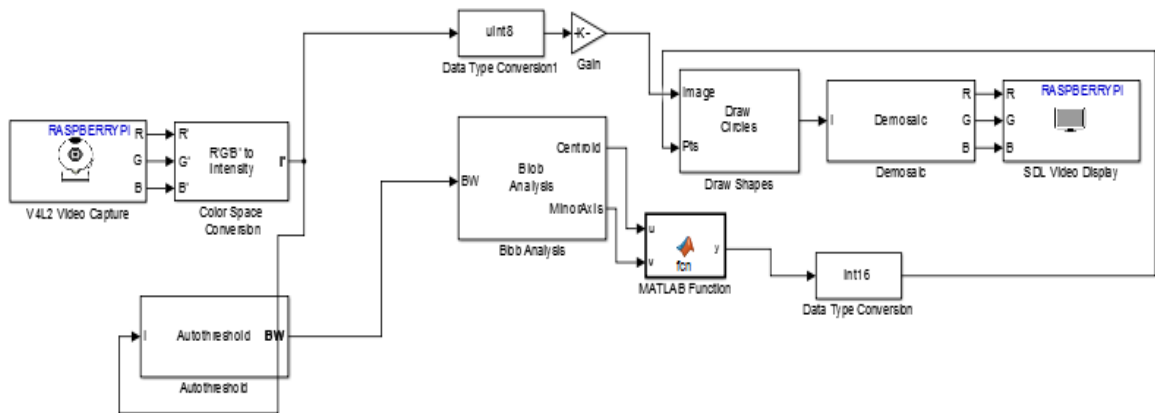 RASPBERRYPI
R
G
B
V4L2 Video Capture
R'
G'
B'
R'G'B' to
Intensity
I'
Color Space
Conversion
uint8
Data Type Conversion1
-K-
Gain
Image
Pts
Draw
Circles
Draw Shapes
I
Demosaic
R
G
B
Demosaic
RASPBERRYPI
R
G
B
SDL Video Display
BW
Blob
Analysis
Centroid
MinorAxis
Blob Analysis
u
v
fcn
y
MATLAB Function
int16
Data Type Conversion
I
Autothreshold
BW
Autothreshold